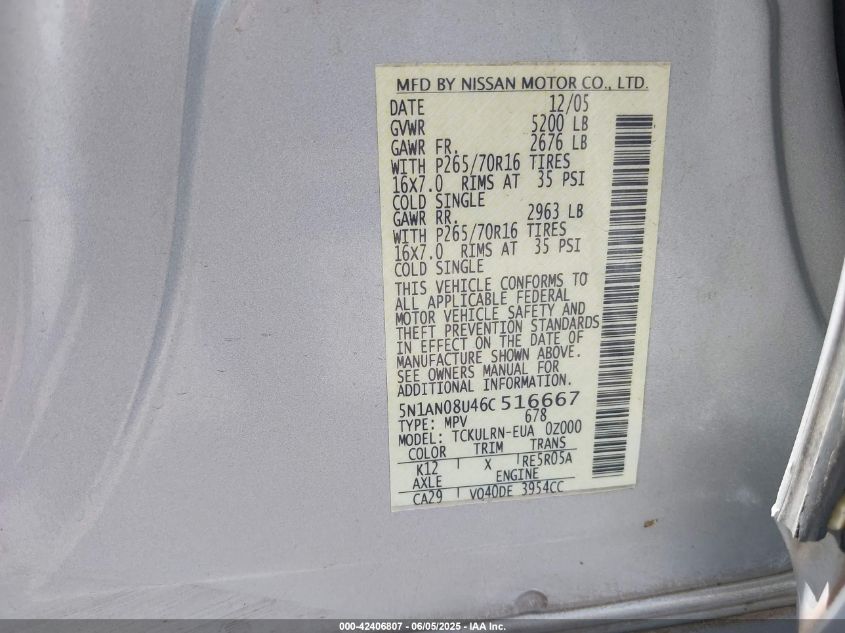 MFD BY NISSAN MOTOR CO., LTD.
DATE 12/05
GVWR 5200 LB
GAWR FR. 2676 LB
WITH P265/70R16 TIRES
16X7.0 RIMS AT 35 PSI
COLD SINGLE
GAWR RR. 2963 LB
WITH P265/70R16 TIRES
16X7.0 RIMS AT 35 PSI
COLD SINGLE
THIS VEHICLE CONFORMS TO
ALL APPLICABLE FEDERAL
MOTOR VEHICLE SAFETY AND
THEFT PREVENTION STANDARDS
IN EFFECT ON THE DATE OF
MANUFACTURE SHOWN ABOVE.
SEE OWNERS MANUAL FOR
ADDITIONAL INFORMATION.
5N1AN08U46C516667
TYPE: MPV 678
MODEL: TCKULRN-EUA 0Z000
COLOR TRIM TRANS
K12 X RE5R05A
AXLE ENGINE
CA29 VQ40DE 3954CC
000-42406807 - 06/05/2025 - IAA Inc.